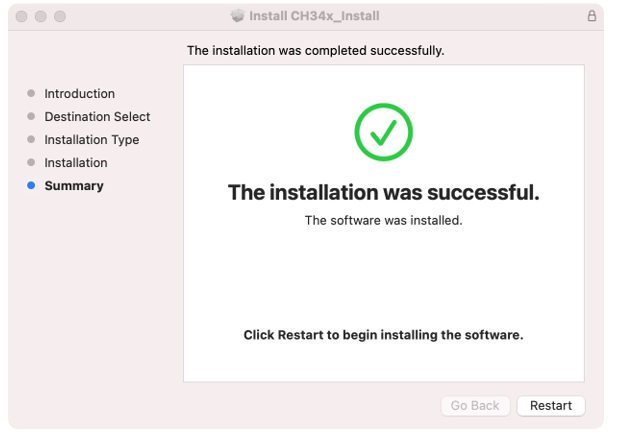 Install CH34x_Install
The installation was completed successfully.
Introduction
Destination Select
Installation Type
Installation
Summary
The installation was successful.
The software was installed.
Click Restart to begin installing the software.
Go Back
Restart